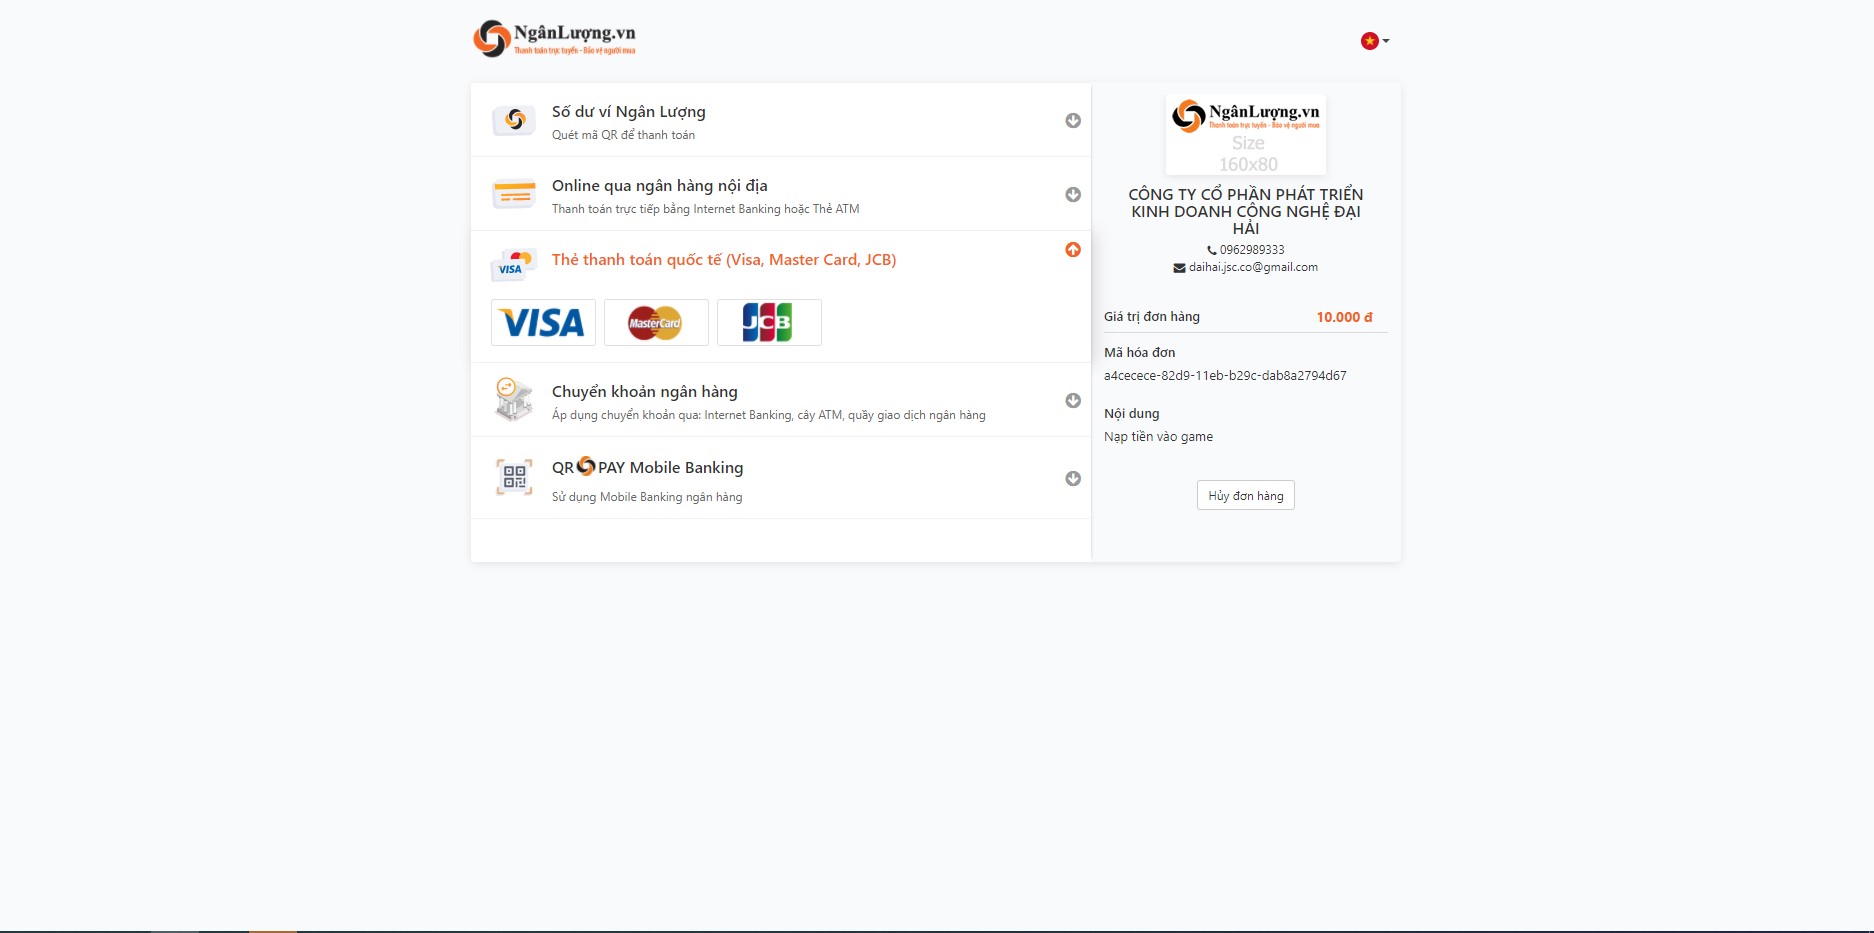 NgânLượng.vn
Thanh toán trực tuyến - Bảo vệ người mua
Số dư ví Ngân Lượng
Quét mã QR để thanh toán
Online qua ngân hàng nội địa
Thanh toán trực tiếp bằng Internet Banking hoặc Thẻ ATM
VISA
Thẻ thanh toán quốc tế (Visa, Master Card, JCB)
VISA
MasterCard
JCB
Chuyển khoản ngân hàng
Áp dụng chuyển khoản qua: Internet Banking, cây ATM, quầy giao dịch ngân hàng
QR PAY Mobile Banking
Sử dụng Mobile Banking ngân hàng
NgânLượng.vn
Thanh toán trực tuyến - Bảo vệ người mua
Size
160x80
CÔNG TY CỔ PHẦN PHÁT TRIỂN
KINH DOANH CÔNG NGHỆ ĐẠI
HẢI
0962989333
daihai.jsc.co@gmail.com
Giá trị đơn hàng 10.000 đ
Mã hóa đơn
a4cecece-82d9-11eb-b29c-dab8a2794d67
Nội dung
Nạp tiền vào game
Hủy đơn hàng